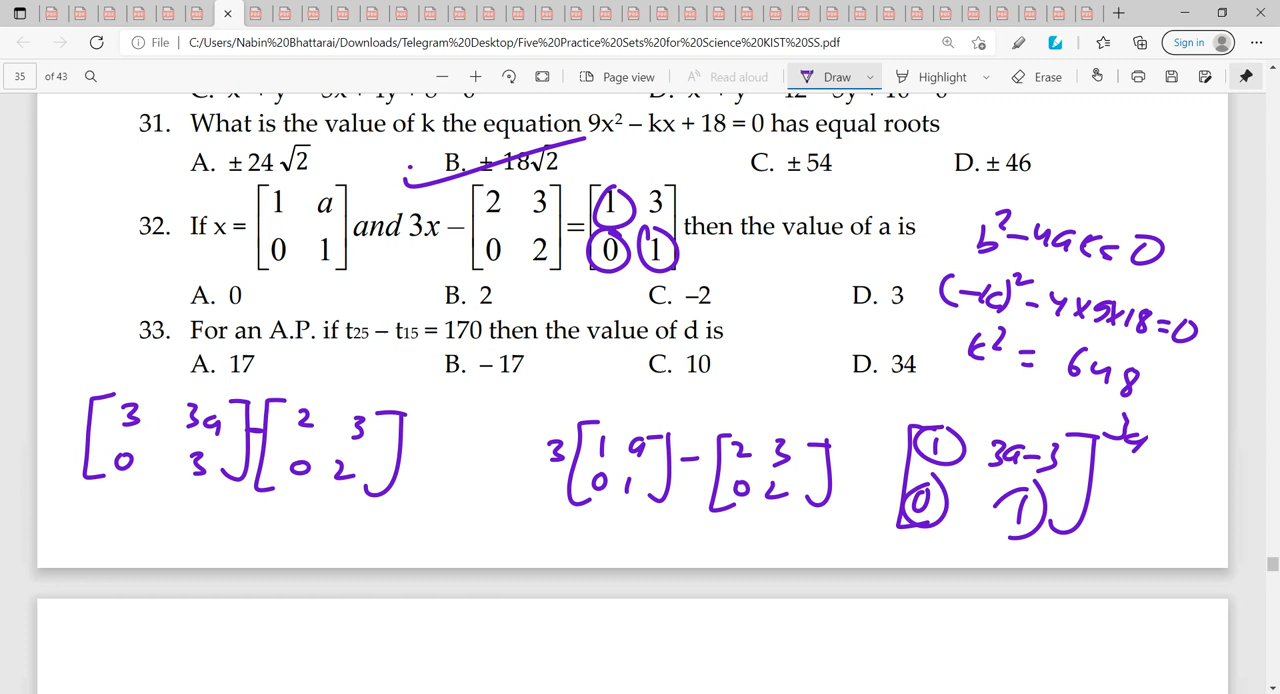 Sign in
File C:/Users/Nabin%20Bhattarai/Downloads/Telegram%20Desktop/Five%20Practice%20Sets%20for%20Science%20KIST%20SS.pdf
35 of 43 Page view Read aloud Draw Highlight Erase
31. What is the value of k the equation 9x² – kx + 18 = 0 has equal roots
A. ± 24 √2 B. ± 18√2 C. ± 54 D. ± 46
32. If x = [1 a
0 1] and 3x – [2 3
0 2] = [1 3
0 1] then the value of a is
A. 0 B. 2 C. –2 D. 3
33. For an A.P. if t25 – t15 = 170 then the value of d is
A. 17 B. – 17 C. 10 D. 34
b² – 4ac = 0
(–k)² – 4×9×18 = 0
k² = 648
[3 3a
0 3] – [2 3
0 2]
3 [1 a
0 1] – [2 3
0 2]
[1 3a–3
0 1]